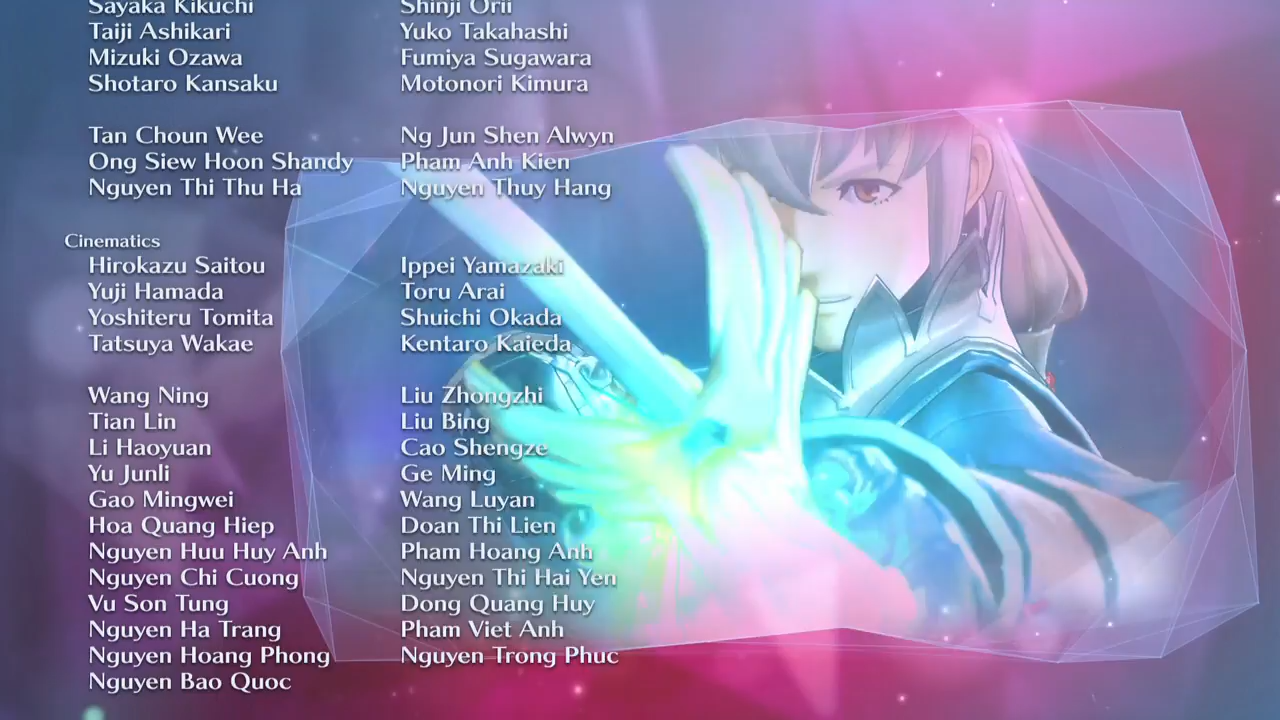 Sayaka Kikuchi Shinji Orii
Taiji Ashikari Yuko Takahashi
Mizuki Ozawa Fumiya Sugawara
Shotaro Kansaku Motonori Kimura
Tan Choun Wee Ng Jun Shen Alwyn
Ong Siew Hoon Shandy Pham Anh Kien
Nguyen Thi Thu Ha Nguyen Thuy Hang
Cinematics
Hirokazu Saitou Ippei Yamazaki
Yuji Hamada Toru Arai
Yoshiteru Tomita Shuichi Okada
Tatsuya Wakae Kentaro Kaieda
Wang Ning Liu Zhongzhi
Tian Lin Liu Bing
Li Haoyuan Cao Shengze
Yu Junli Ge Ming
Gao Mingwei Wang Luyan
Hoa Quang Hiep Doan Thi Lien
Nguyen Huu Huy Anh Pham Hoang Anh
Nguyen Chi Cuong Nguyen Thi Hai Yen
Vu Son Tung Dong Quang Huy
Nguyen Ha Trang Pham Viet Anh
Nguyen Hoang Phong Nguyen Trong Phuc
Nguyen Bao Quoc